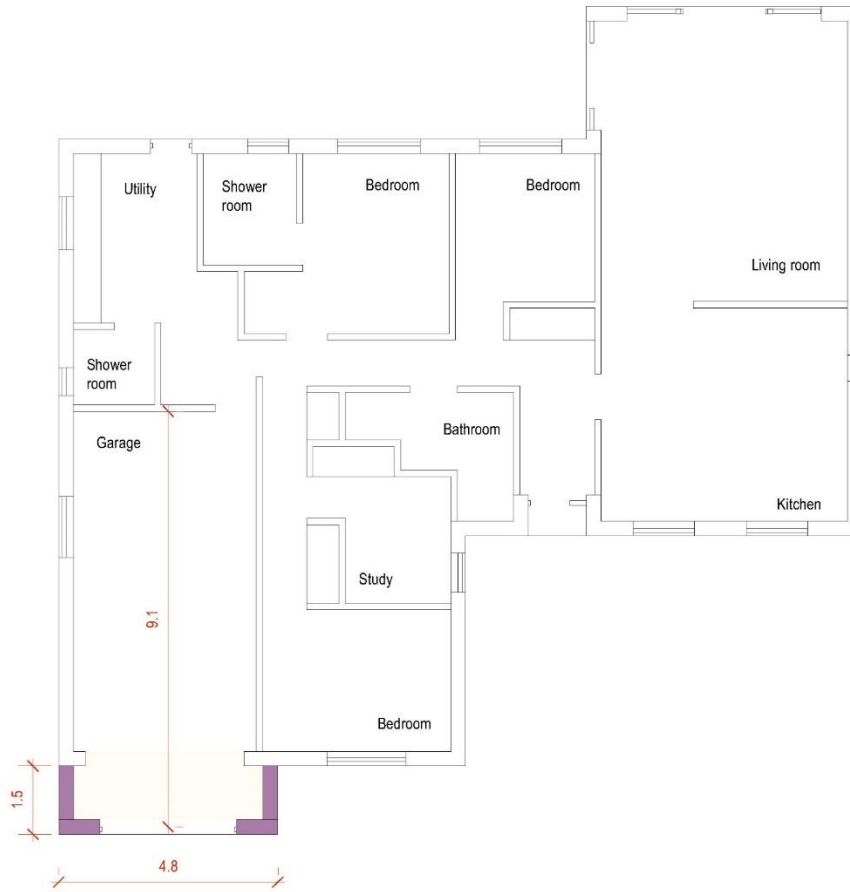 Utility
Shower
room
Bedroom
Bedroom
Living room
Shower
room
Garage
Bathroom
Kitchen
Study
9.1
Bedroom
1.5
4.8